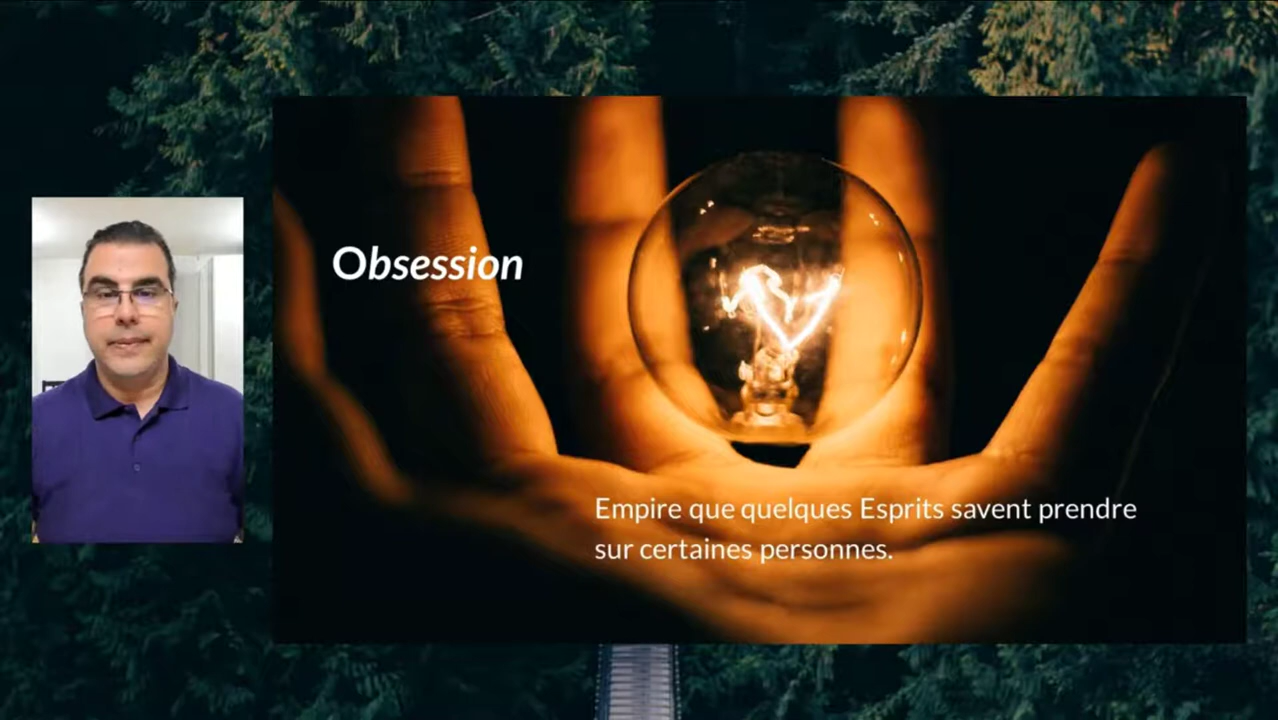 Obsession
Empire que quelques Esprits savent prendre
sur certaines personnes.